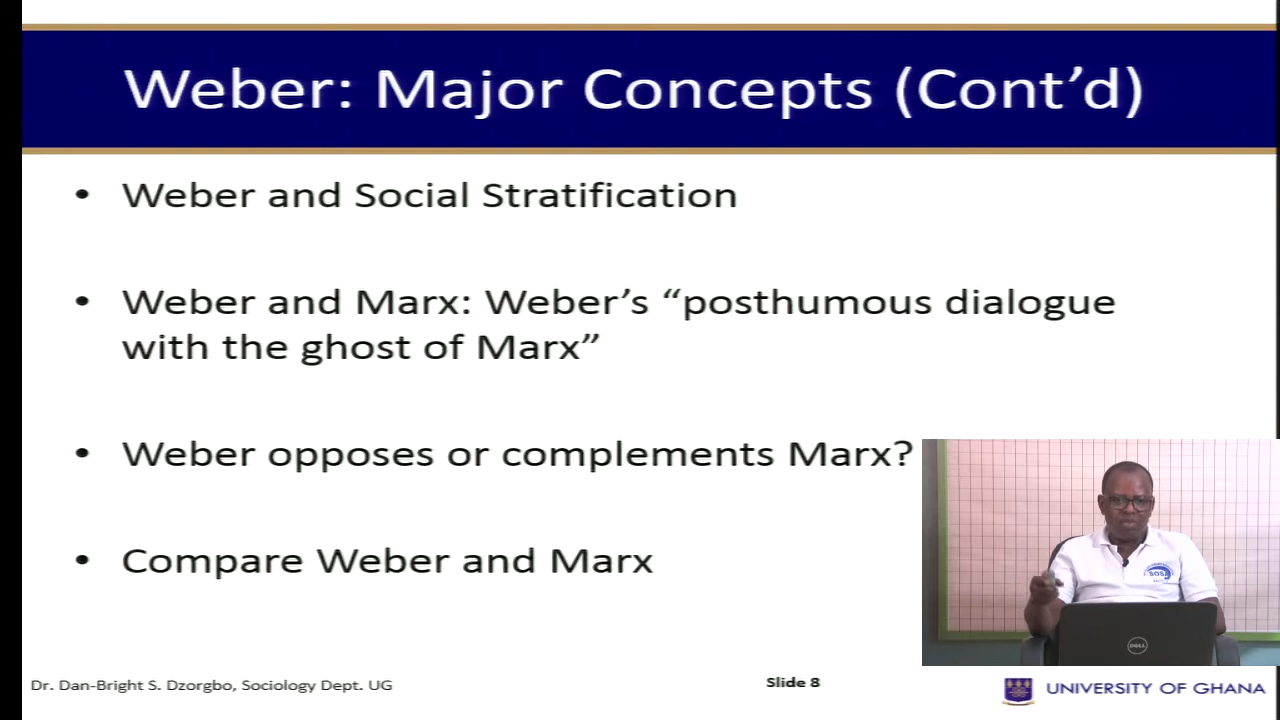 Weber: Major Concepts (Cont’d)
• Weber and Social Stratification
• Weber and Marx: Weber’s “posthumous dialogue
with the ghost of Marx”
• Weber opposes or complements Marx?
• Compare Weber and Marx
SOSA
DELL
Dr. Dan-Bright S. Dzorgbo, Sociology Dept. UG
Slide 8
UNIVERSITY OF GHANA